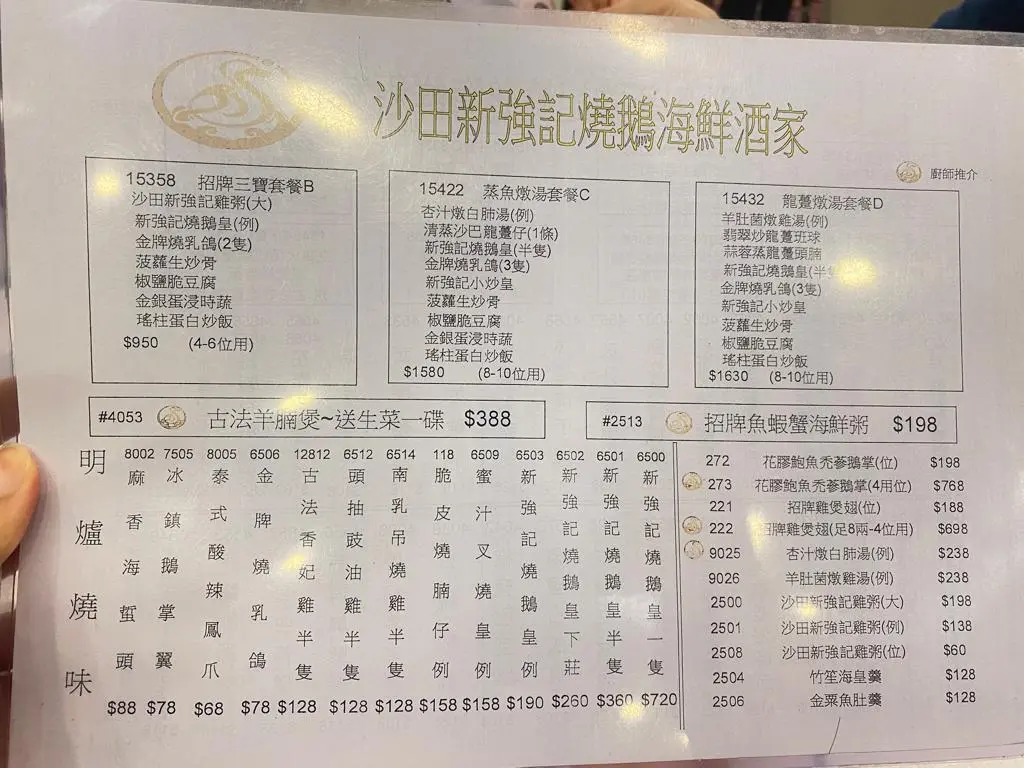 沙田新強記燒鵝海鮮酒家
廚師推介
15358 招牌三寶套餐B
沙田新強記雞粥(大)
新強記燒鵝皇(例)
金牌燒乳鴿(2隻)
菠蘿生炒骨
椒鹽脆豆腐
金銀蛋浸時蔬
瑤柱蛋白炒飯
$950 (4-6位用)
15422 蒸魚燉湯套餐C
杏汁燉白肺湯(例)
清蒸沙巴龍躉仔(1條)
新強記燒鵝皇(半隻)
金牌燒乳鴿(3隻)
新強記小炒皇
菠蘿生炒骨
椒鹽脆豆腐
金銀蛋浸時蔬
瑤柱蛋白炒飯
$1580 (8-10位用)
15432 龍躉燉湯套餐D
羊肚菌燉雞湯(例)
翡翠炒龍躉班球
蒜蓉蒸龍躉頭腩
新強記燒鵝皇(半隻
金牌燒乳鴿(3隻)
新強記小炒皇
菠蘿生炒骨
椒鹽脆豆腐
瑤柱蛋白炒飯
$1630 (8-10位用)
#4053 古法羊腩煲~送生菜一碟 $388
#2513 招牌魚蝦蟹海鮮粥 $198
明爐燒味
8002 麻香海蜇頭 $88
7505 冰鎮鵝掌翼 $78
8005 泰式酸辣鳳爪 $68
6506 金牌燒乳鴿 $78
12812 古法香妃雞半隻 $128
6512 頭抽豉油雞半隻 $128
6514 南乳吊燒雞半隻 $128
118 脆皮燒腩仔例 $158
6509 蜜汁叉燒皇例 $158
6503 新強記燒鵝皇例 $190
6502 新強記燒鵝皇下莊 $260
6501 新強記燒鵝皇半隻 $360
6500 新強記燒鵝皇一隻 $720
272 花膠鮑魚禿蔘鵝掌(位) $198
273 花膠鮑魚禿蔘鵝掌(4用位) $768
221 招牌雞煲翅(位) $188
222 招牌雞煲翅(足8兩-4位用) $698
9025 杏汁燉白肺湯(例) $238
9026 羊肚菌燉雞湯(例) $238
2500 沙田新強記雞粥(大) $198
2501 沙田新強記雞粥(例) $138
2508 沙田新強記雞粥(位) $60
2504 竹笙海皇羹 $128
2506 金粟魚肚羹 $128